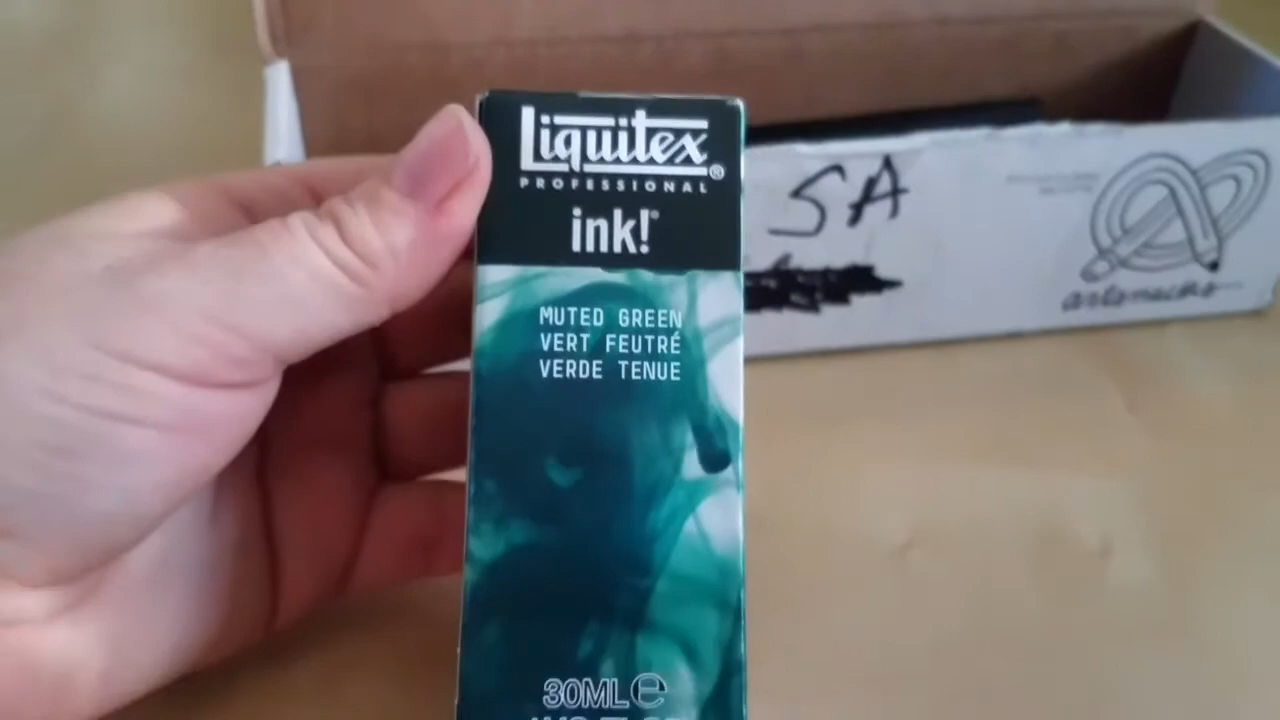 Liquitex®
PROFESSIONAL
ink!®
MUTED GREEN
VERT FEUTRÉ
VERDE TENUE
30ML℮
SA